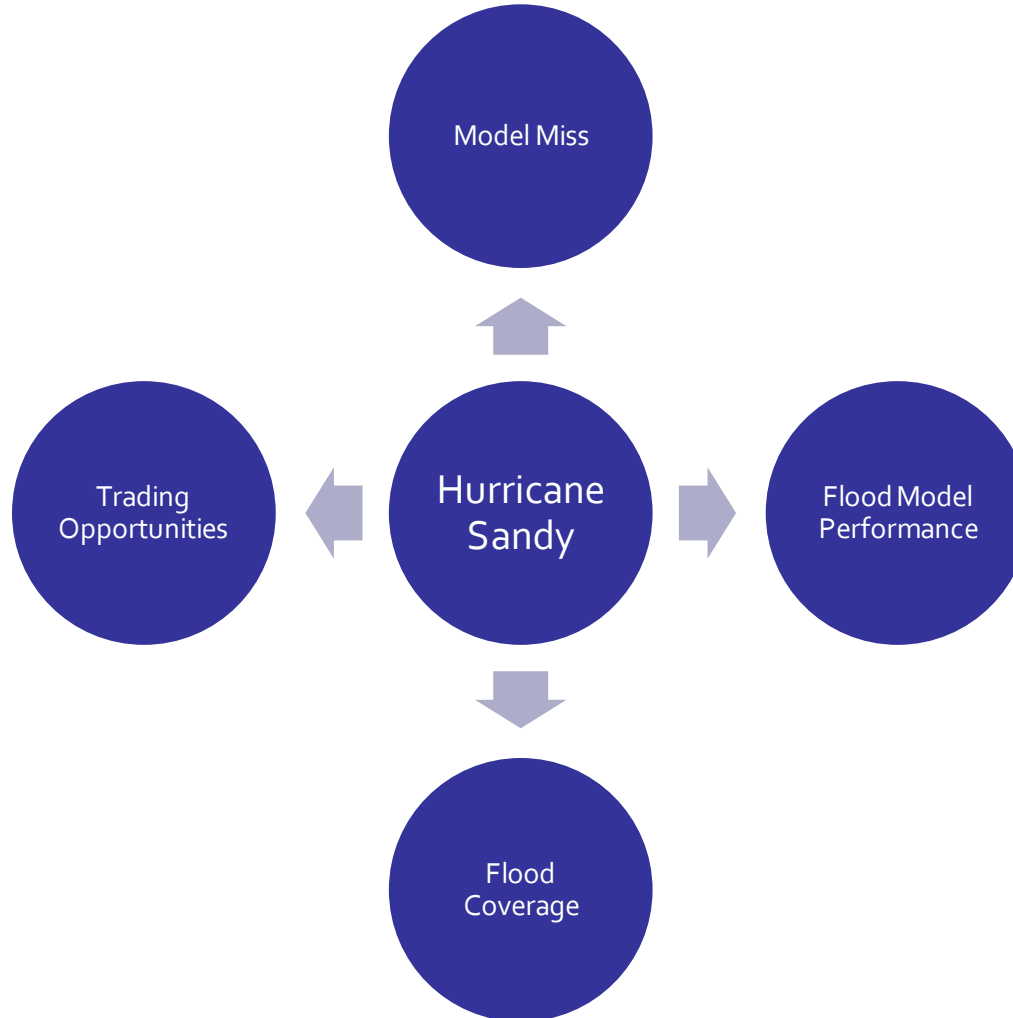 Model Miss
Trading
Opportunities
Hurricane
Sandy
Flood Model
Performance
Flood
Coverage